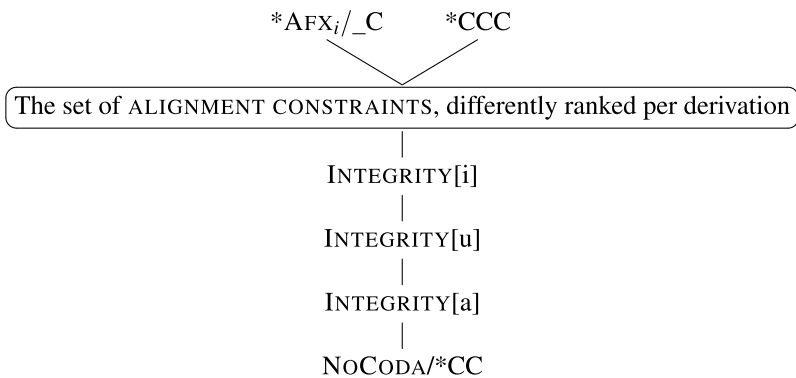 *AFXi/_C *CCC
The set of ALIGNMENT CONSTRAINTS, differently ranked per derivation
INTEGRITY[i]
INTEGRITY[u]
INTEGRITY[a]
NOCODA/*CC